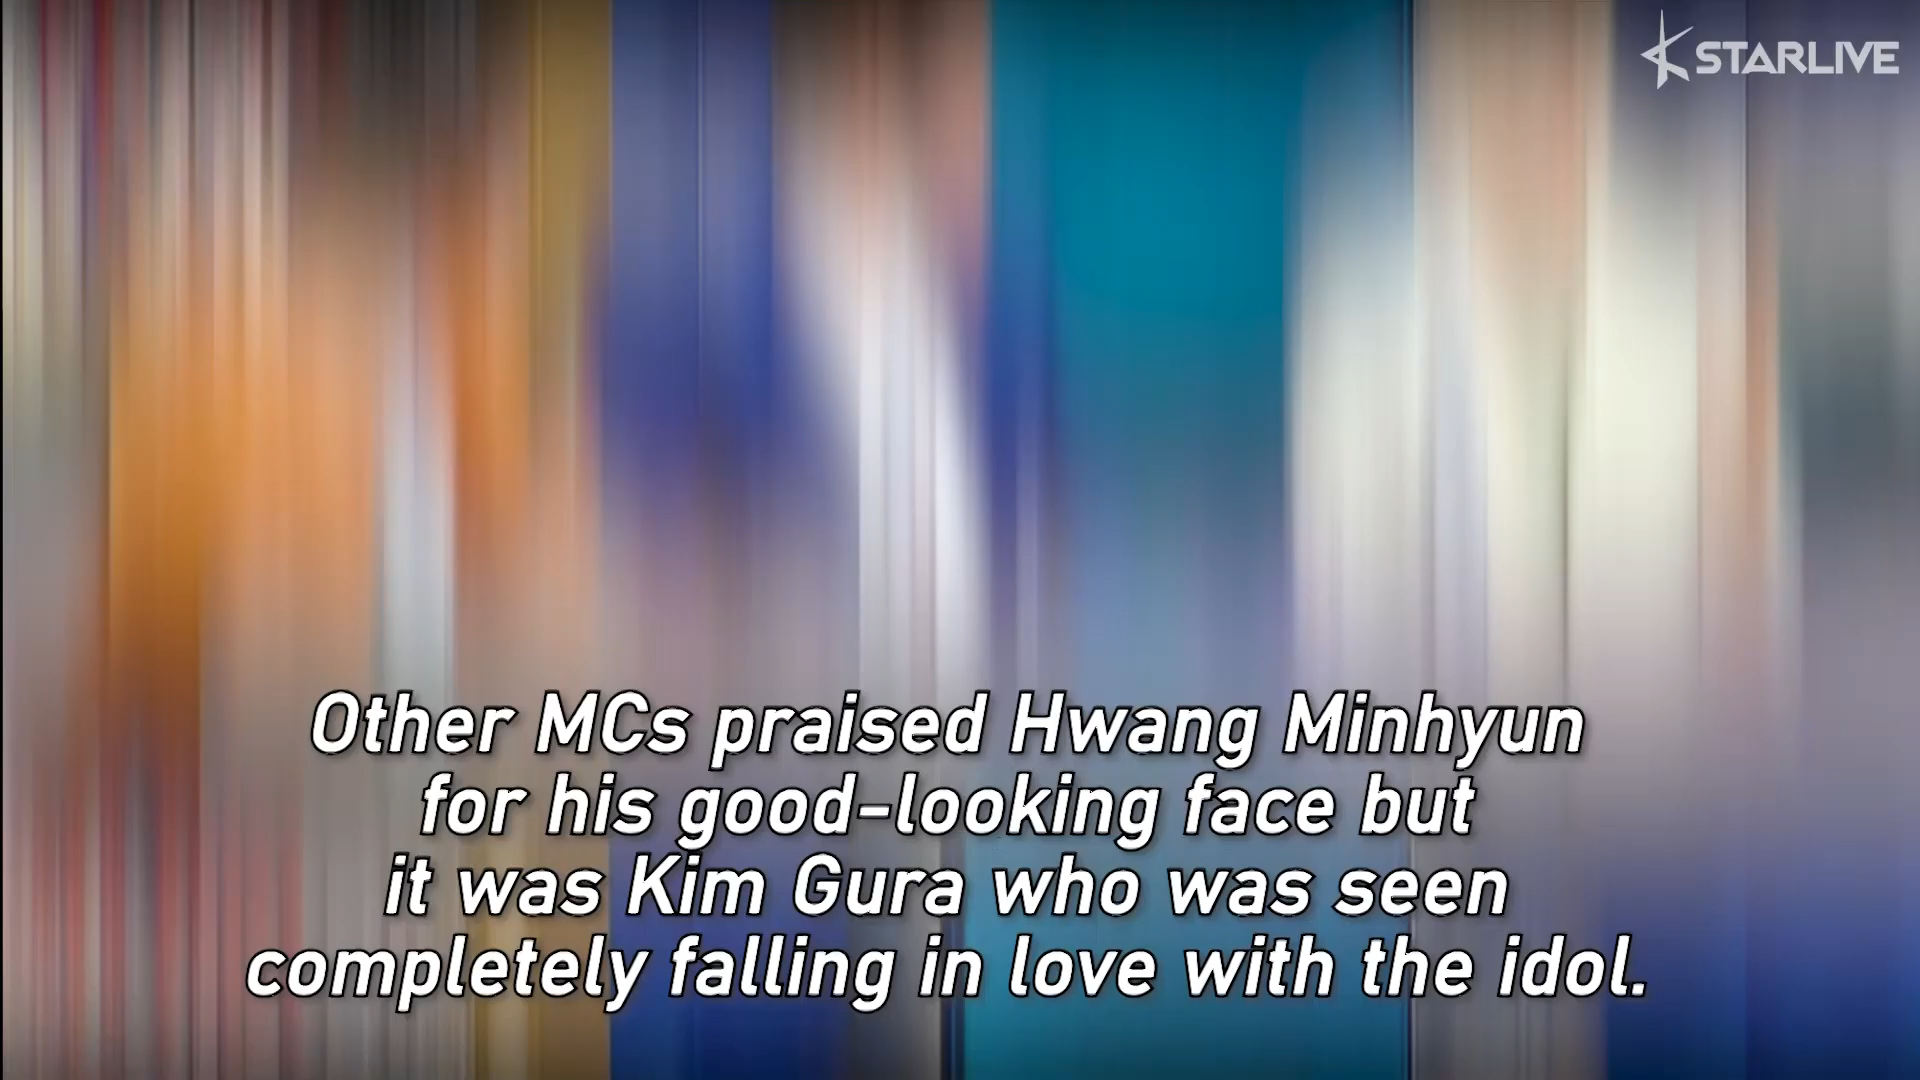 STARLIVE
Other MCs praised Hwang Minhyun
for his good-looking face but
it was Kim Gura who was seen
completely falling in love with the idol.